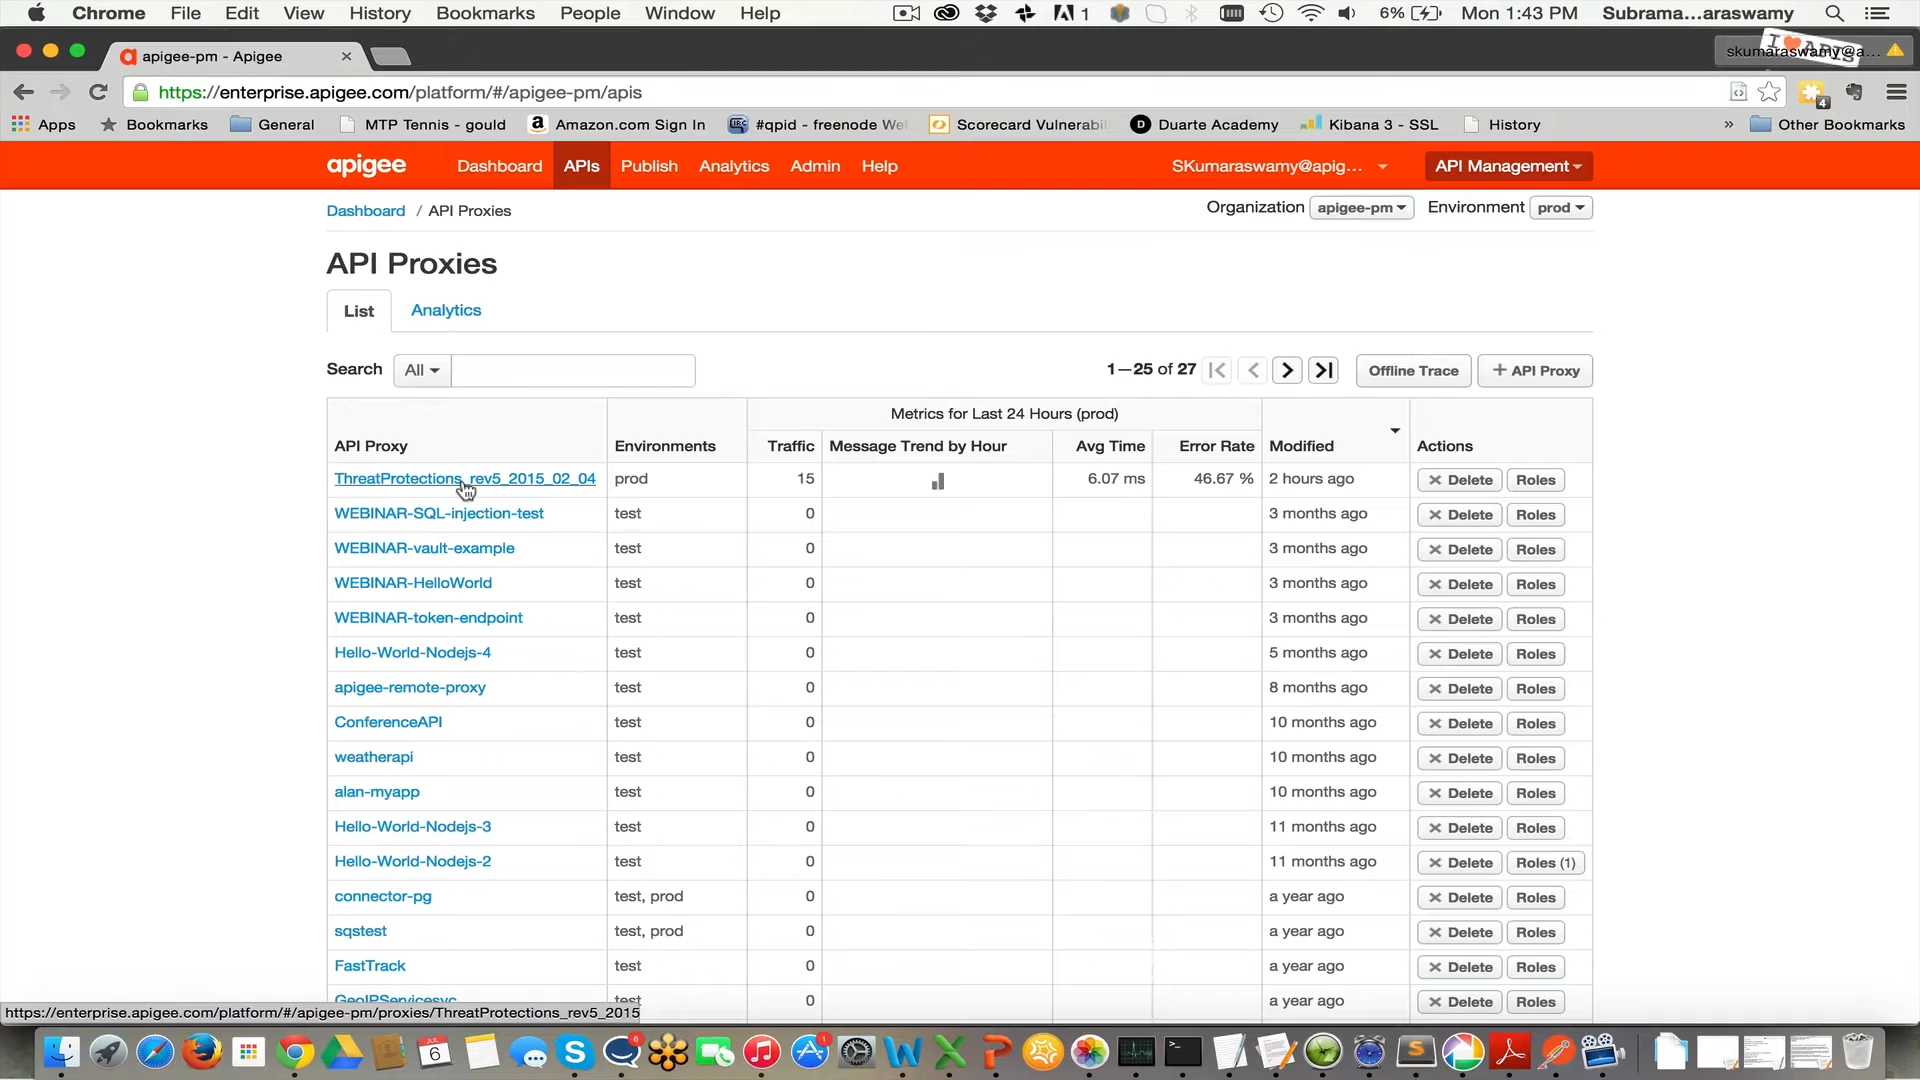 Chrome File Edit View History Bookmarks People Window Help 1 6% Mon 1:43 PM Subrama...araswamy
apigee-pm - Apigee skumaraswamy@a...
https://enterprise.apigee.com/platform/#/apigee-pm/apis 4
Apps Bookmarks General MTP Tennis - gould Amazon.com Sign In #qpid - freenode We Scorecard Vulnerabil Duarte Academy Kibana 3 - SSL History » Other Bookmarks
apigee Dashboard APIs Publish Analytics Admin Help SKumaraswamy@apig... API Management
Dashboard / API Proxies Organization apigee-pm Environment prod
API Proxies
List Analytics
Search All 1—25 of 27 Offline Trace + API Proxy
Metrics for Last 24 Hours (prod)
API Proxy Environments Traffic Message Trend by Hour Avg Time Error Rate Modified Actions
ThreatProtections_rev5_2015_02_04 prod 15 6.07 ms 46.67 % 2 hours ago Delete Roles
WEBINAR-SQL-injection-test test 0 3 months ago Delete Roles
WEBINAR-vault-example test 0 3 months ago Delete Roles
WEBINAR-HelloWorld test 0 3 months ago Delete Roles
WEBINAR-token-endpoint test 0 3 months ago Delete Roles
Hello-World-Nodejs-4 test 0 5 months ago Delete Roles
apigee-remote-proxy test 0 8 months ago Delete Roles
ConferenceAPI test 0 10 months ago Delete Roles
weatherapi test 0 10 months ago Delete Roles
alan-myapp test 0 10 months ago Delete Roles
Hello-World-Nodejs-3 test 0 11 months ago Delete Roles
Hello-World-Nodejs-2 test 0 11 months ago Delete Roles (1)
connector-pg test, prod 0 a year ago Delete Roles
sqstest test, prod 0 a year ago Delete Roles
FastTrack test 0 a year ago Delete Roles
GeoIPServicesvc test 0 a year ago Delete Roles
https://enterprise.apigee.com/platform/#/apigee-pm/proxies/ThreatProtections_rev5_2015
JUL 6 6 1